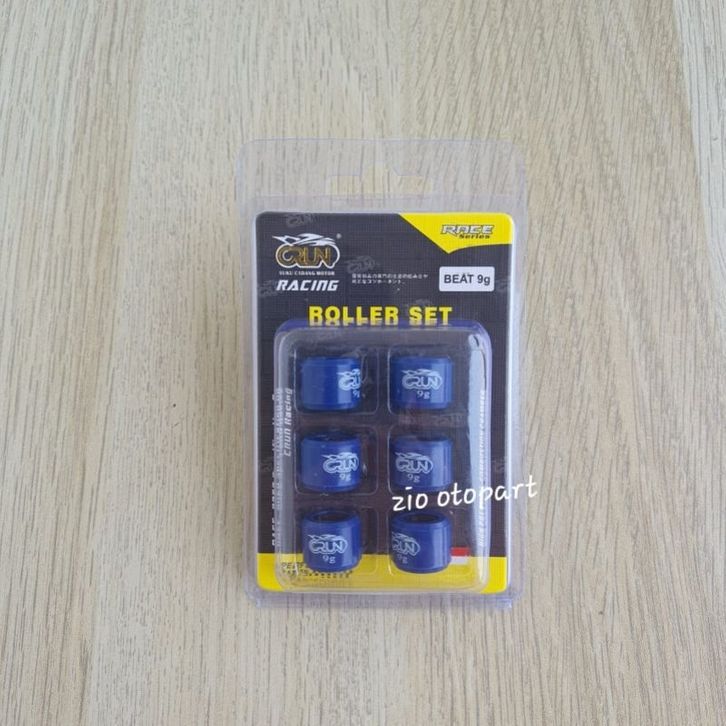 CRUN
SUKU CADANG MOTOR
RACING
RACE
Series
BEAT 9g
ROLLER SET
CRUN Racing
CRUN
9g
CRUN
9g
CRUN
9g
CRUN
9g
CRUN
9g
CRUN
9g
zio otopart